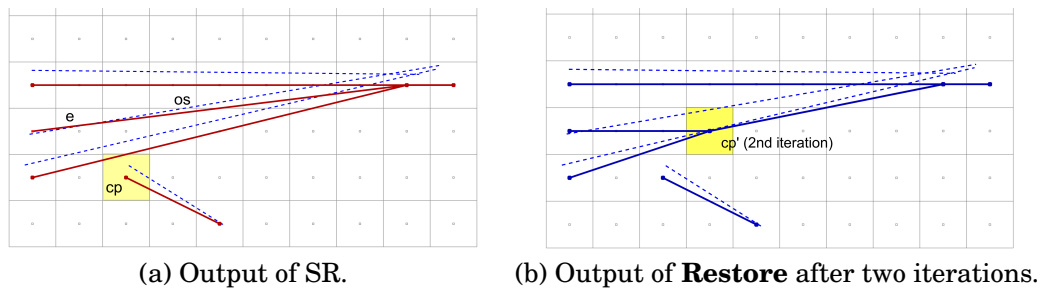 os
e
cp
cp' (2nd iteration)
(a) Output of SR.
(b) Output of Restore after two iterations.